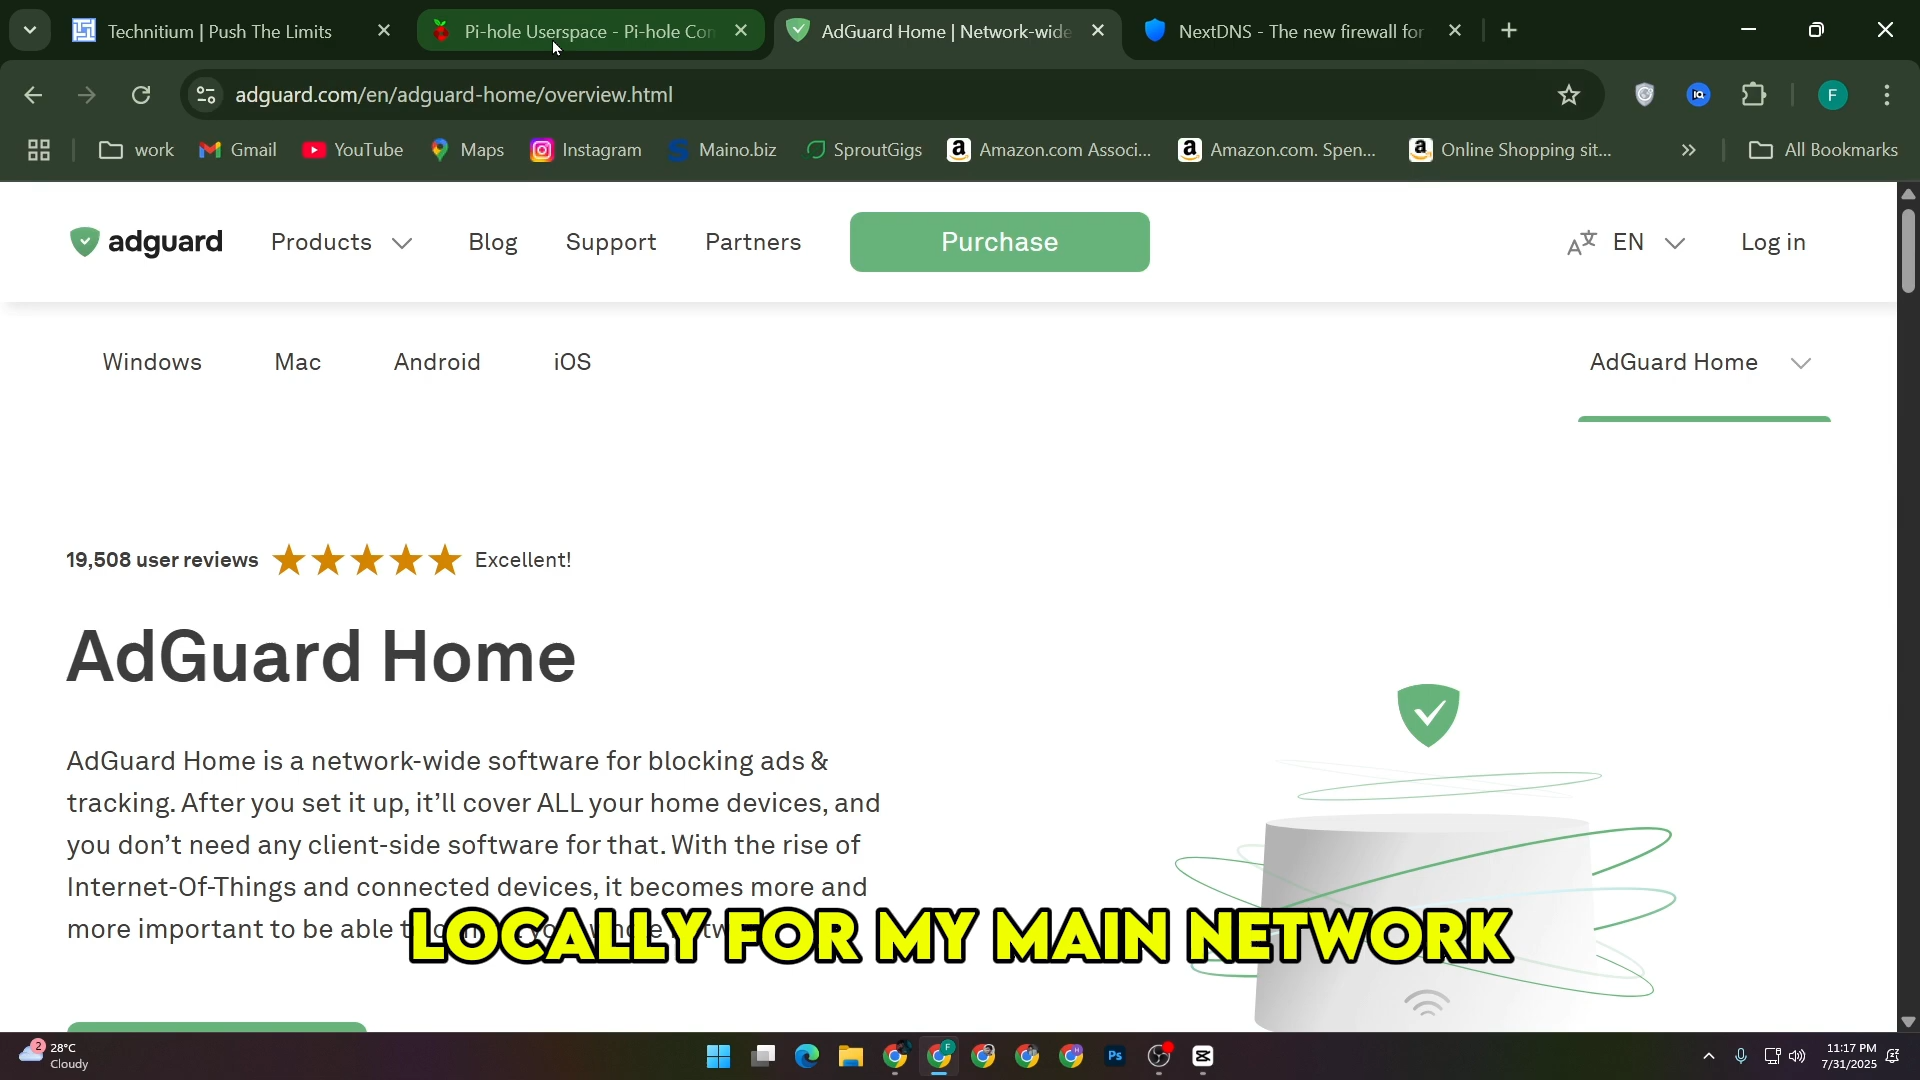 Technitium | Push The Limits
Pi-hole Userspace - Pi-hole Com
AdGuard Home | Network-wide
NextDNS - The new firewall for
adguard.com/en/adguard-home/overview.html
F
work
Gmail
YouTube
Maps
Instagram
Maino.biz
SproutGigs
Amazon.com Associ...
Amazon.com. Spen...
Online Shopping sit...
All Bookmarks
adguard
Products
Blog
Support
Partners
Purchase
EN
Log in
Windows
Mac
Android
iOS
AdGuard Home
19,508 user reviews
Excellent!
AdGuard Home
AdGuard Home is a network-wide software for blocking ads &
tracking. After you set it up, it'll cover ALL your home devices, and
you don't need any client-side software for that. With the rise of
Internet-Of-Things and connected devices, it becomes more and
more important to be able
LOCALLY FOR MY MAIN NETWORK
2
28°C
Cloudy
Ps
11:17 PM
7/31/2025